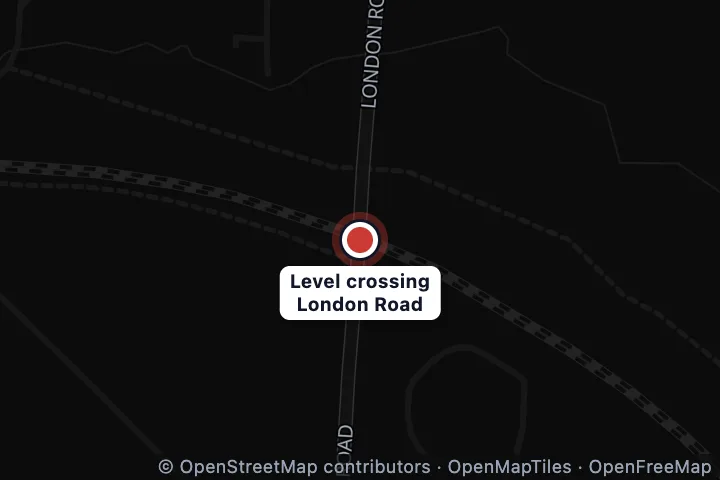 LONDON RO
Level crossing
London Road
OAD
© OpenStreetMap contributors · OpenMapTiles · OpenFreeMap